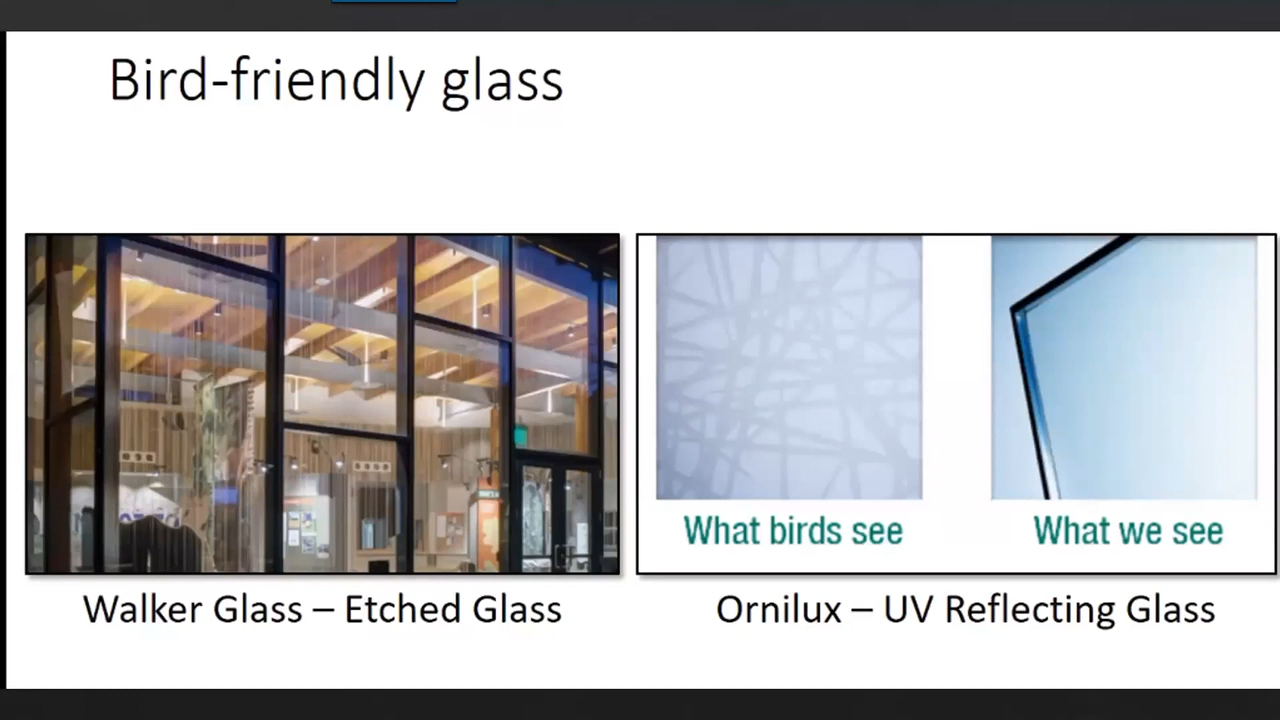 Bird-friendly glass
What birds see
What we see
Walker Glass – Etched Glass
Ornilux – UV Reflecting Glass